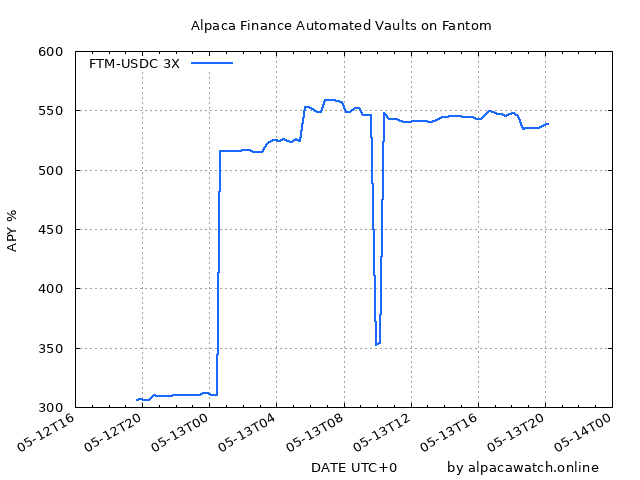 Alpaca Finance Automated Vaults on Fantom
FTM-USDC 3X
600
550
500
450
400
350
300
APY %
05-12T16
05-12T20
05-13T00
05-13T04
05-13T08
05-13T12
05-13T16
05-13T20
05-14T00
DATE UTC+0
by alpacawatch.online